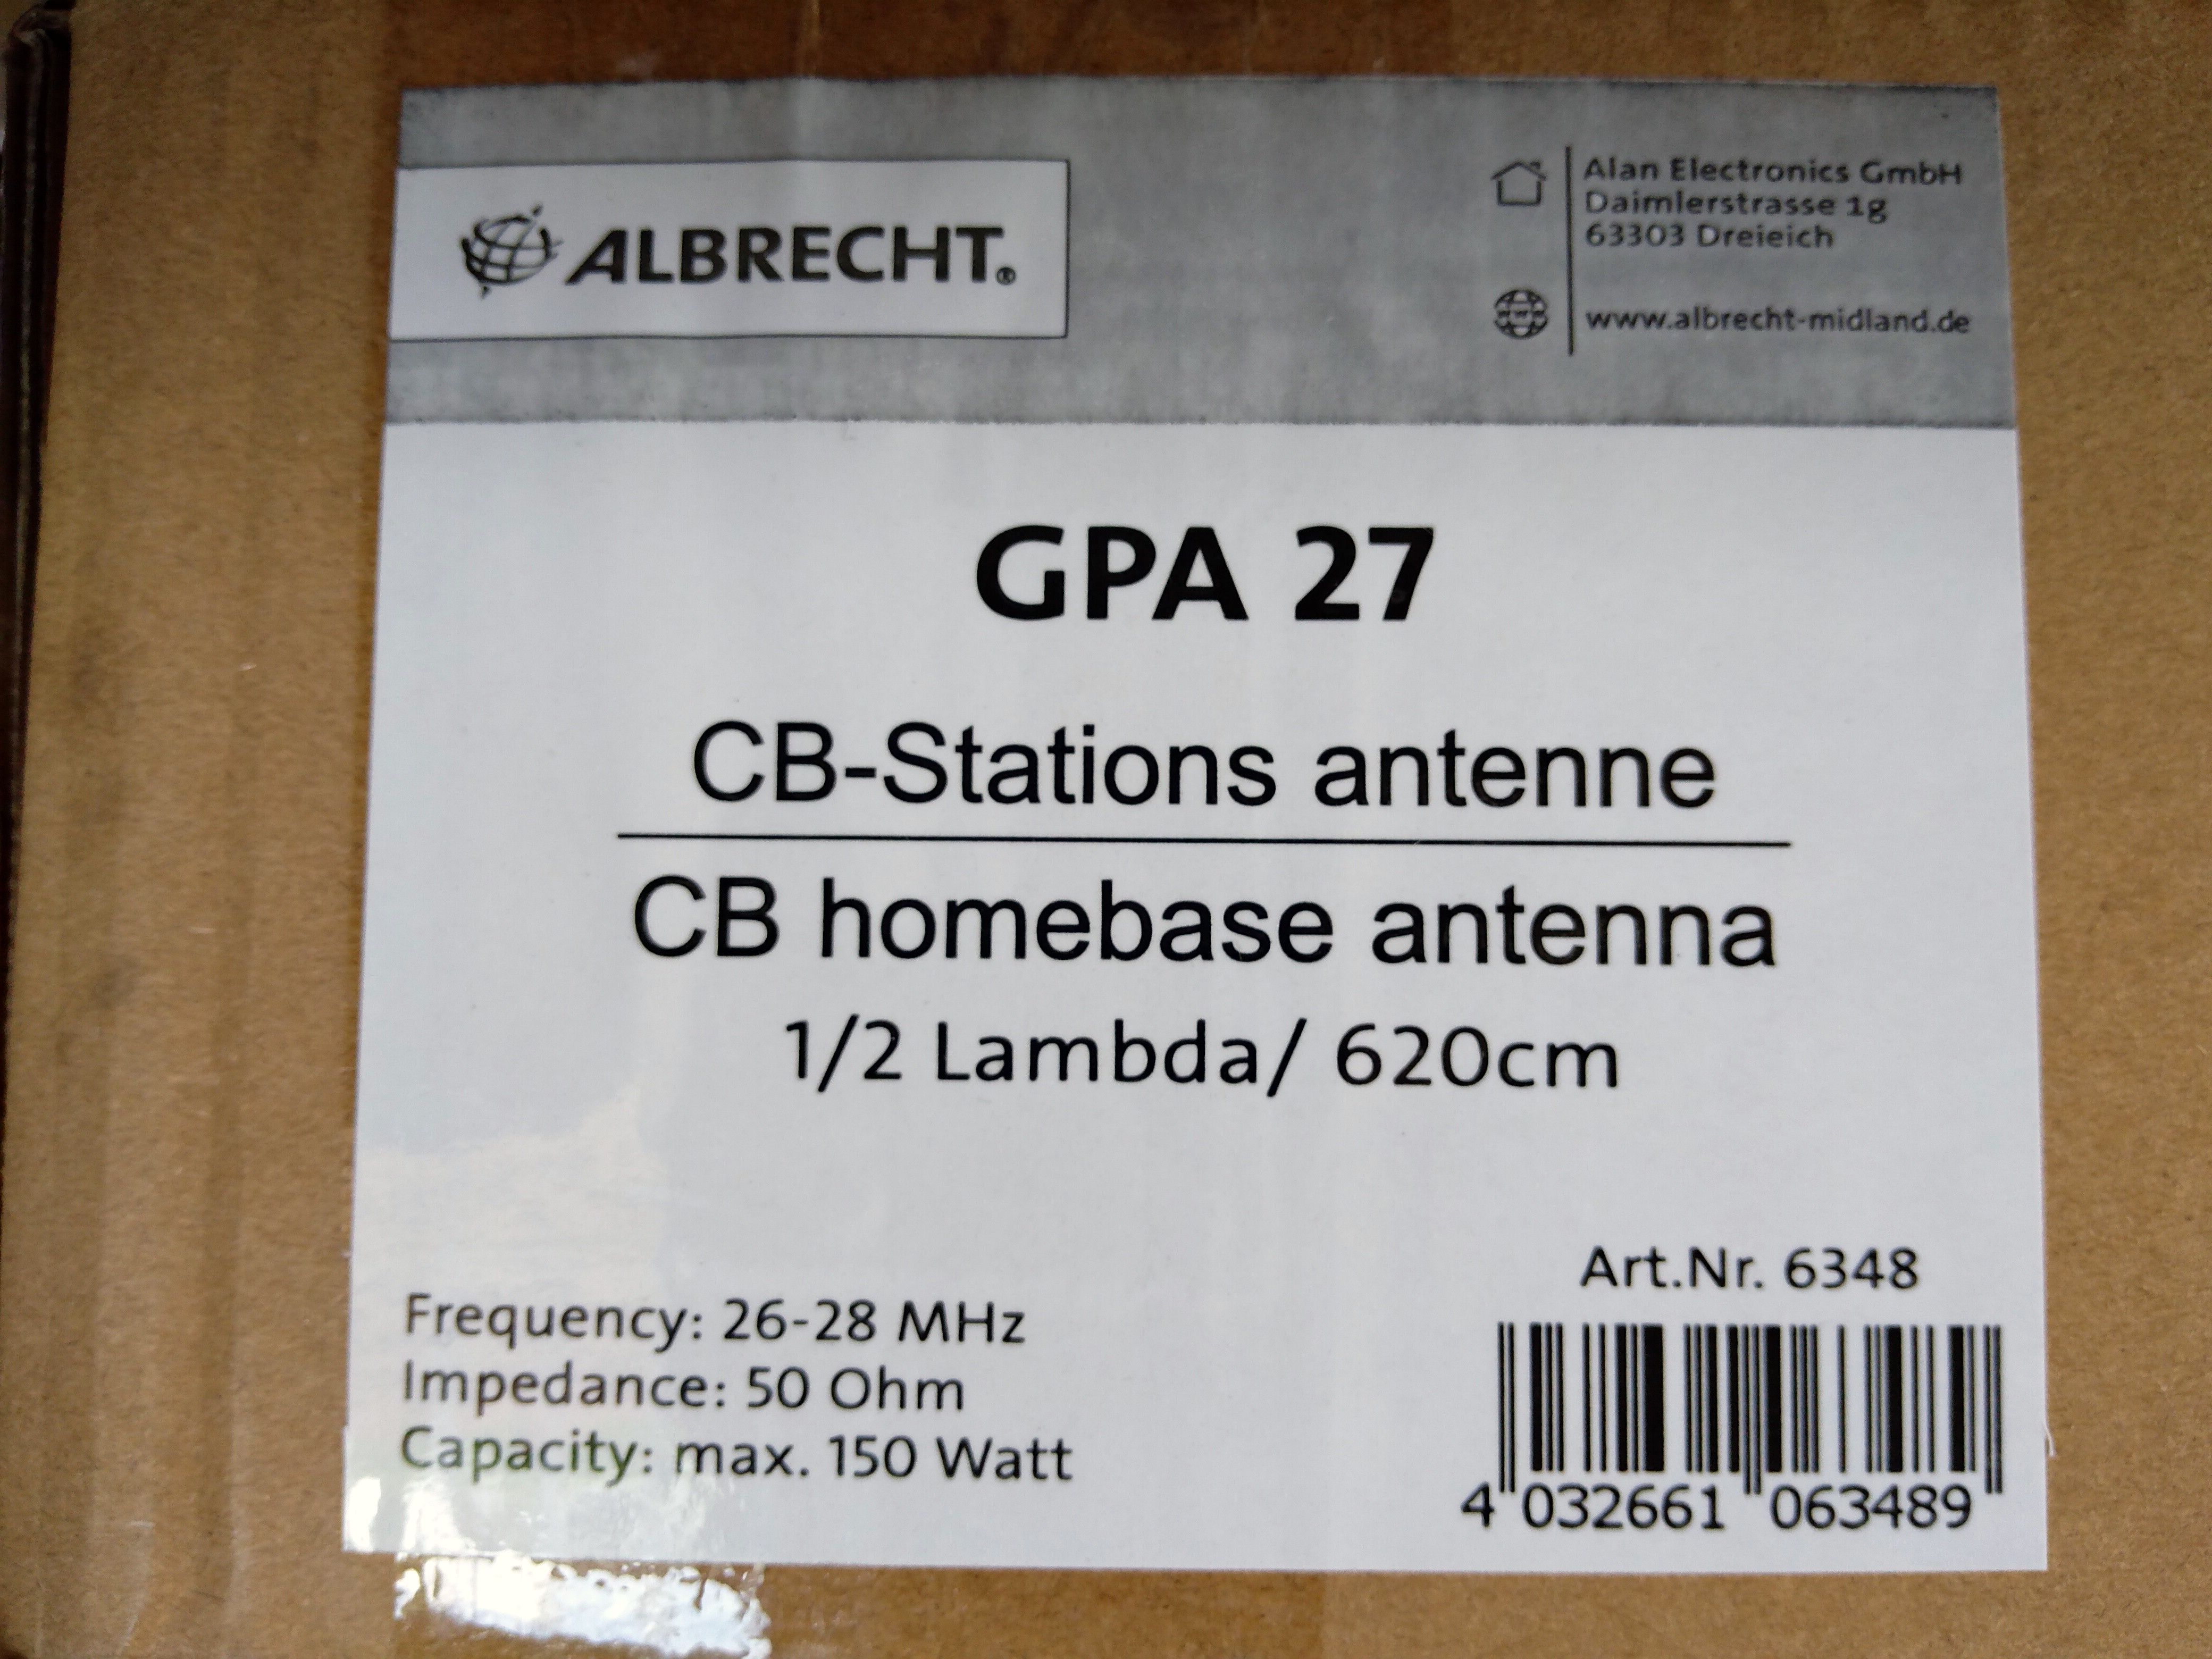 ALBRECHT®
Alan Electronics GmbH
Daimlerstrasse 1g
63303 Dreieich
www.albrecht-midland.de
GPA 27
CB-Stations antenne
CB homebase antenna
1/2 Lambda/ 620cm
Frequency: 26-28 MHz
Impedance: 50 Ohm
Capacity: max. 150 Watt
Art.Nr. 6348
4 032661 063489